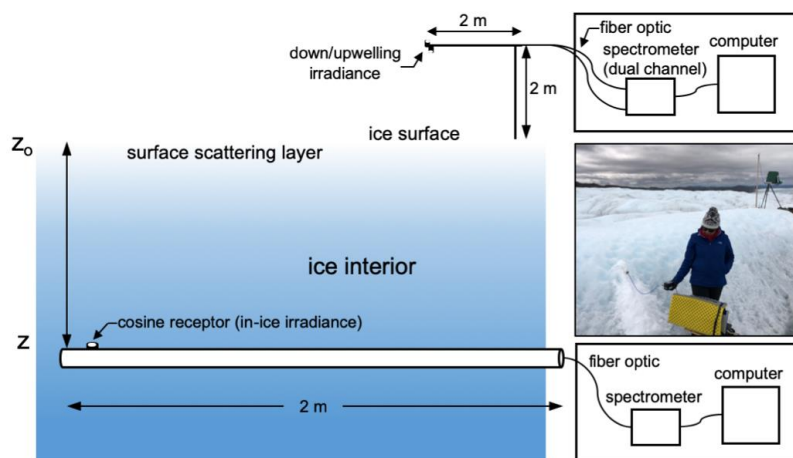 2 m
fiber optic
spectrometer
(dual channel)
computer
down/upwelling
irradiance
2 m
ice surface
zₒ
surface scattering layer
ice interior
cosine receptor (in-ice irradiance)
z
fiber optic
computer
spectrometer
2 m